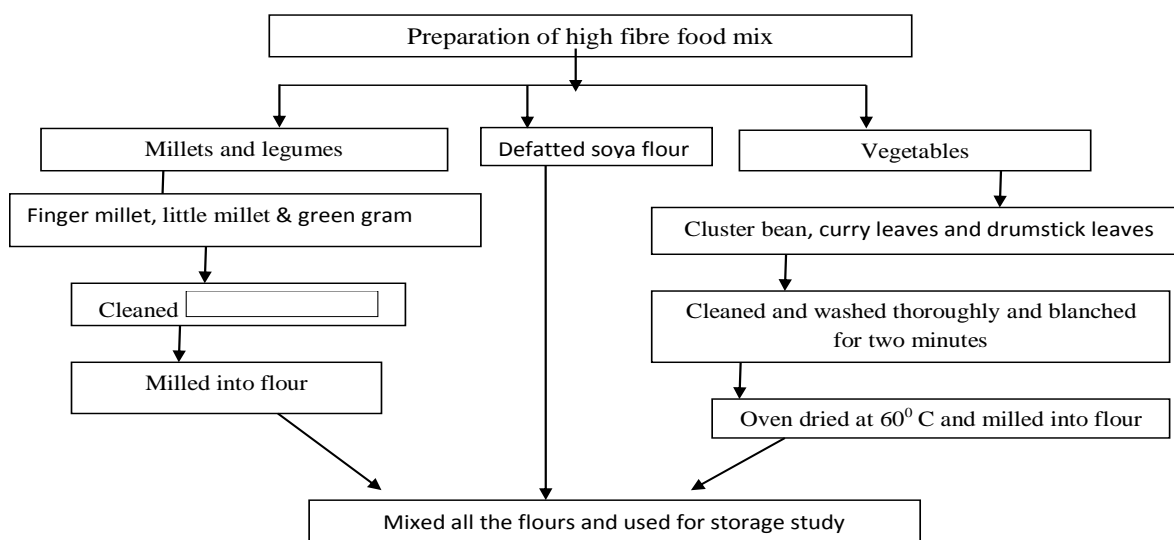 Preparation of high fibre food mix
Millets and legumes
Defatted soya flour
Vegetables
Finger millet, little millet & green gram
Cluster bean, curry leaves and drumstick leaves
Cleaned
Cleaned and washed thoroughly and blanched
for two minutes
Milled into flour
Oven dried at 60⁰ C and milled into flour
Mixed all the flours and used for storage study